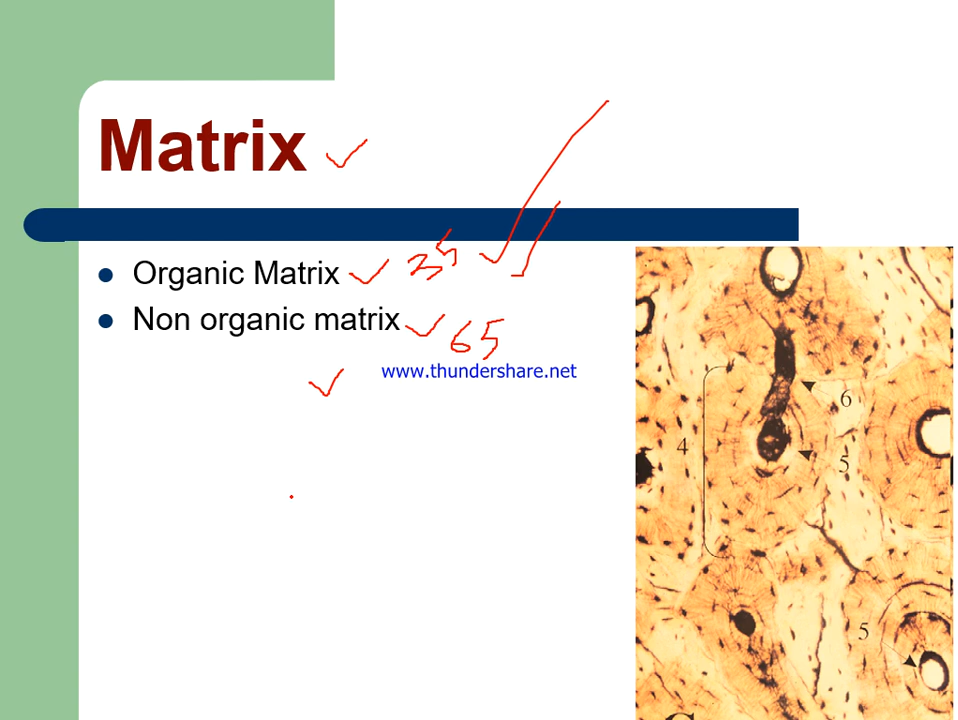 Matrix
Organic Matrix 35
Non organic matrix 65
www.thundershare.net
6
4
5
5